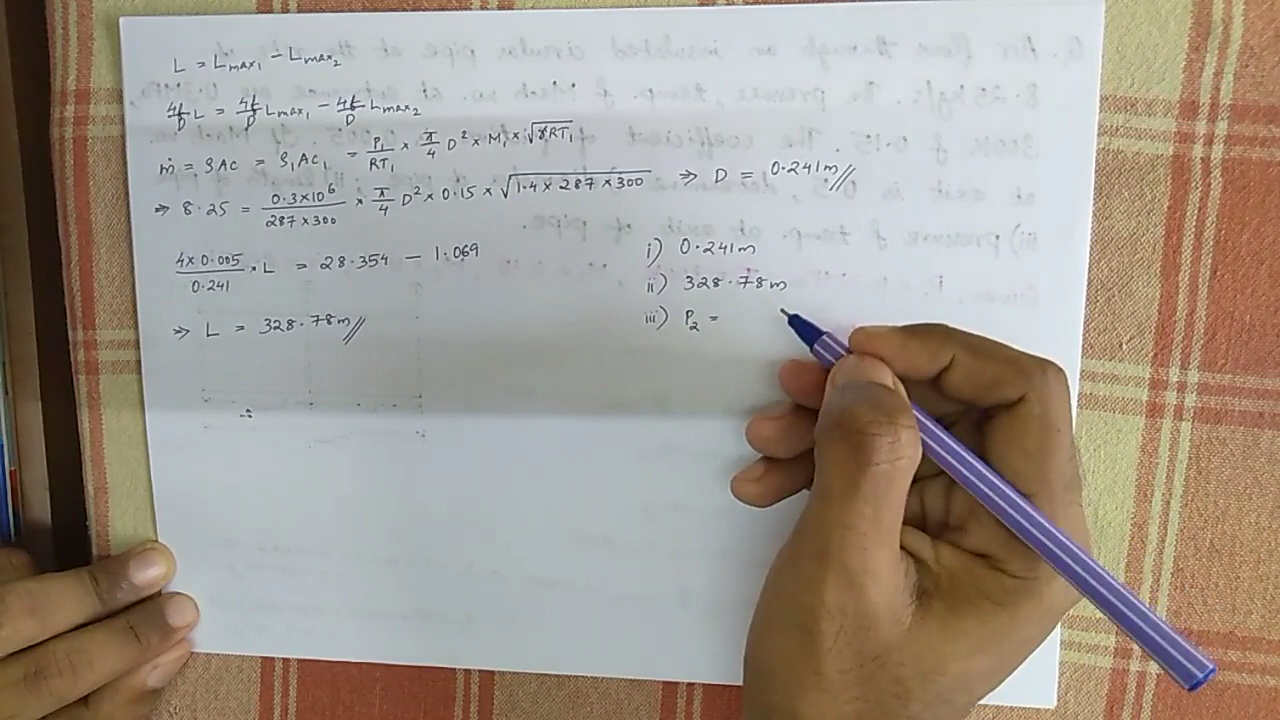 L = Lmax₁ - Lmax₂
4f/D L = 4f/D Lmax₁ - 4f/D Lmax₂
ṁ = ρAC = ρ₁AC₁ = P₁/RT₁ × π/4 D² × M₁ × √γRT₁
⇒ 8.25 = 0.3×10⁶/287×300 × π/4 D² × 0.15 × √1.4×287×300 ⇒ D = 0.241m//
4×0.005/0.241 × L = 28.354 - 1.069
⇒ L = 328.78m//
i) 0.241m
ii) 328.78m
iii) P₂ =